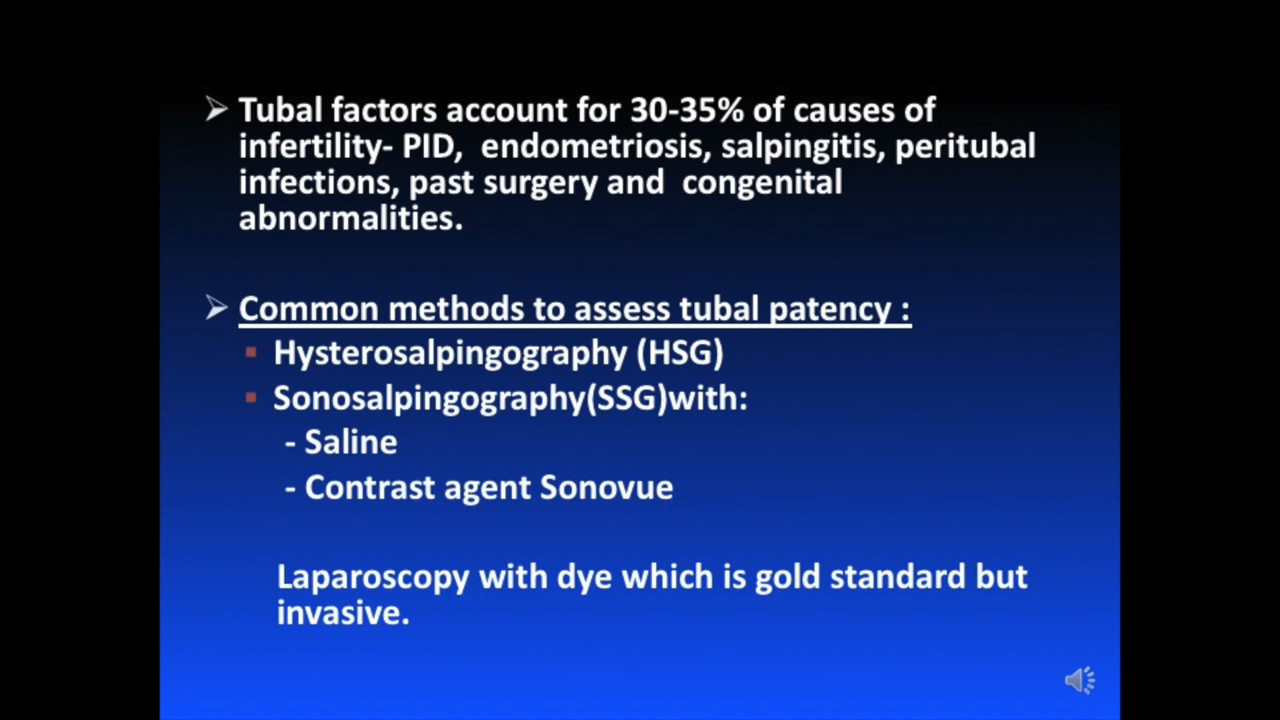 ➢ Tubal factors account for 30-35% of causes of
infertility- PID, endometriosis, salpingitis, peritubal
infections, past surgery and congenital
abnormalities.
➢ Common methods to assess tubal patency :
▪ Hysterosalpingography (HSG)
▪ Sonosalpingography(SSG)with:
- Saline
- Contrast agent Sonovue
Laparoscopy with dye which is gold standard but
invasive.